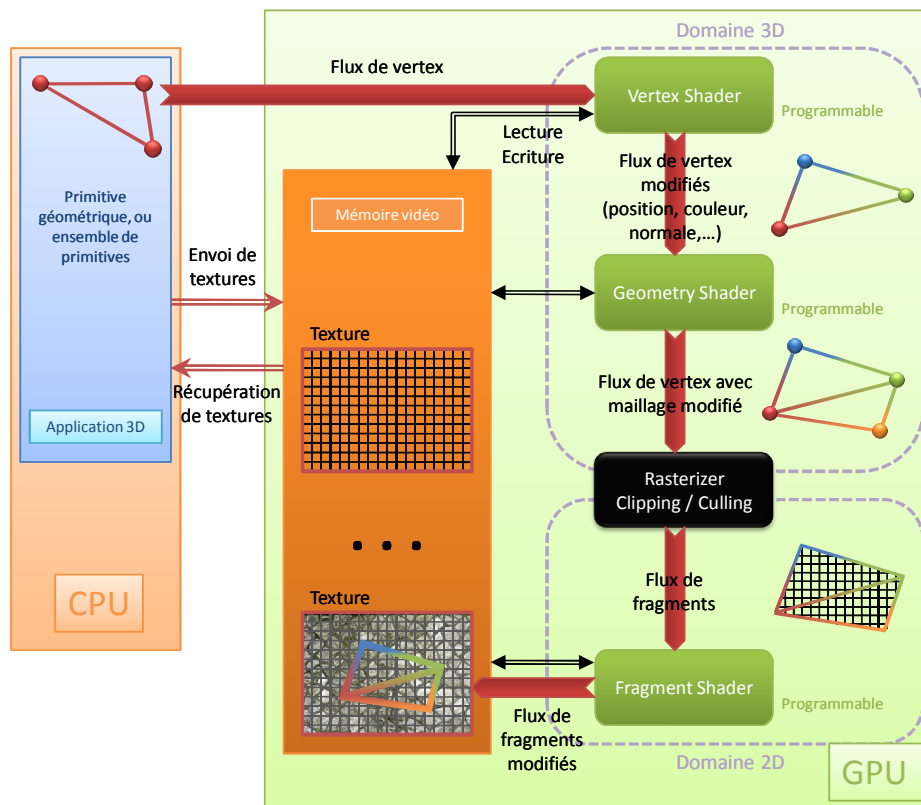 Domaine 3D
Flux de vertex
Vertex Shader
Programmable
Lecture
Ecriture
Flux de vertex
modifiés
(position, couleur,
normale,...)
Primitive
géométrique, ou
ensemble de
primitives
Mémoire vidéo
Envoi de
textures
Geometry Shader
Programmable
Texture
Récupération
de textures
Flux de vertex avec
maillage modifié
Application 3D
Rasterizer
Clipping / Culling
Flux de
fragments
CPU
Texture
Fragment Shader
Programmable
Flux de
fragments
modifiés
Domaine 2D
GPU